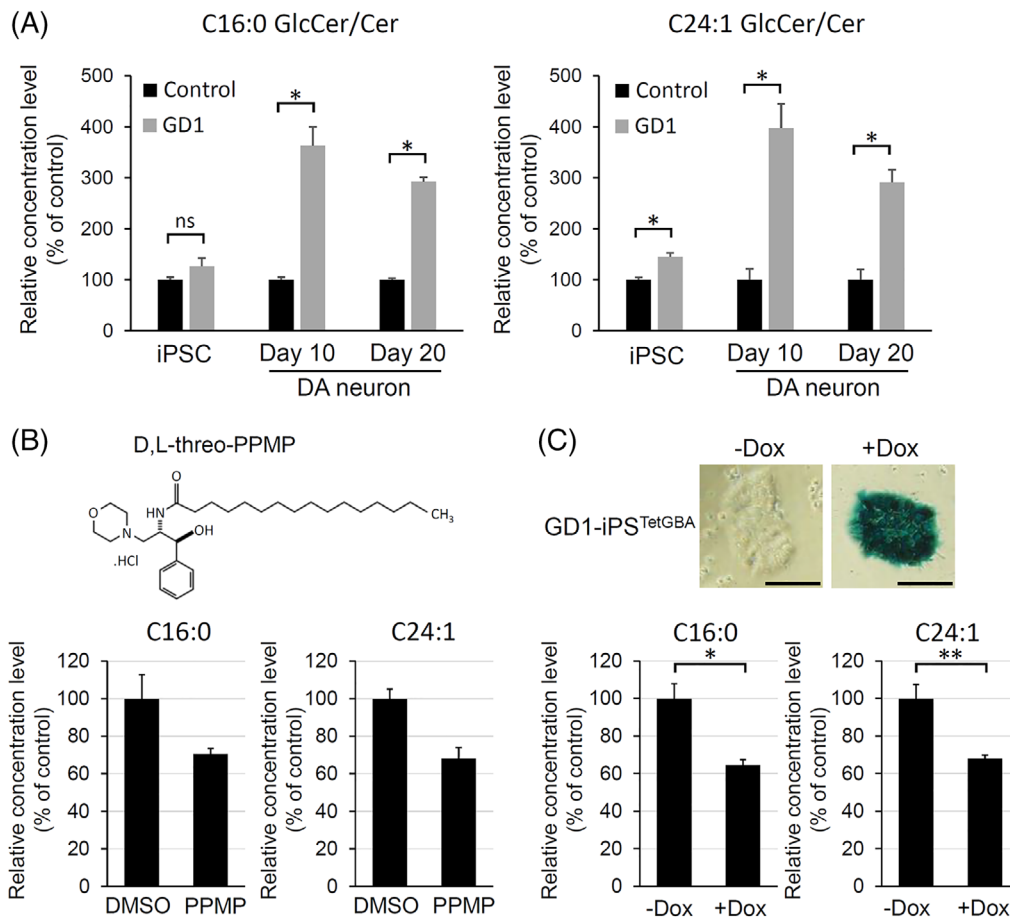 (A)
C16:0 GlcCer/Cer
C24:1 GlcCer/Cer
Relative concentration level
(% of control)
500
400
300
200
100
0
Control
GD1
ns
*
*
iPSC
Day 10
Day 20
DA neuron
Relative concentration level
(% of control)
500
400
300
200
100
0
Control
GD1
*
*
*
iPSC
Day 10
Day 20
DA neuron
(B)
D,L-threo-PPMP
O
O
N
HN
OH
CH3
.HCl
C16:0
Relative concentration level
(% of control)
120
100
80
60
40
20
0
DMSO
PPMP
C24:1
Relative concentration level
(% of control)
120
100
80
60
40
20
0
DMSO
PPMP
(C)
-Dox
+Dox
GD1-iPSTetGBA
C16:0
Relative concentration level
(% of control)
120
100
80
60
40
20
0
*
-Dox
+Dox
C24:1
Relative concentration level
(% of control)
120
100
80
60
40
20
0
**
-Dox
+Dox